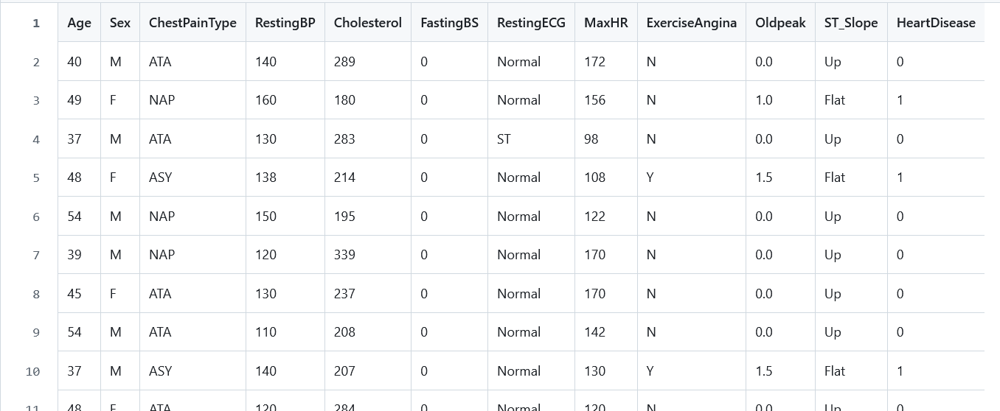 1 Age Sex ChestPainType RestingBP Cholesterol FastingBS RestingECG MaxHR ExerciseAngina Oldpeak ST_Slope HeartDisease
2 40 M ATA 140 289 0 Normal 172 N 0.0 Up 0
3 49 F NAP 160 180 0 Normal 156 N 1.0 Flat 1
4 37 M ATA 130 283 0 ST 98 N 0.0 Up 0
5 48 F ASY 138 214 0 Normal 108 Y 1.5 Flat 1
6 54 M NAP 150 195 0 Normal 122 N 0.0 Up 0
7 39 M NAP 120 339 0 Normal 170 N 0.0 Up 0
8 45 F ATA 130 237 0 Normal 170 N 0.0 Up 0
9 54 M ATA 110 208 0 Normal 142 N 0.0 Up 0
10 37 M ASY 140 207 0 Normal 130 Y 1.5 Flat 1
11 48 F ATA 120 284 0 Normal 120 N 0.0 Up 0